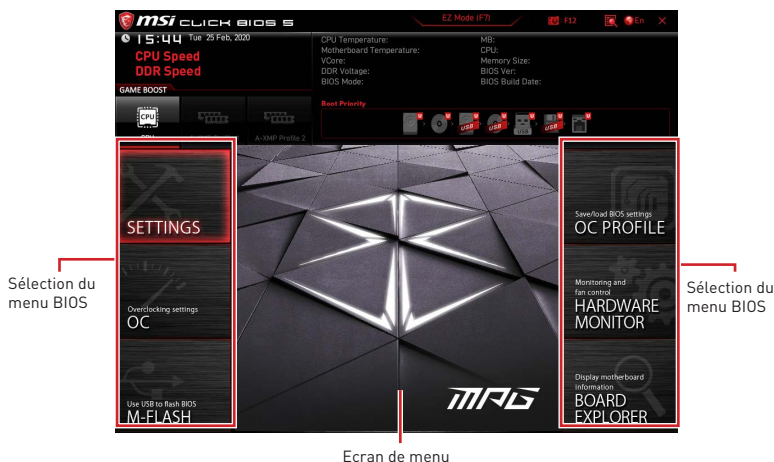 msi CLICK BIOS 5
EZ Mode (F7)
F12
En
15:44 Tue 25 Feb, 2020
CPU Speed
DDR Speed
CPU Temperature:
Motherboard Temperature:
VCore:
DDR Voltage:
BIOS Mode:
MB:
CPU:
Memory Size:
BIOS Ver:
BIOS Build Date:
GAME BOOST
CPU
A-XMP Profile 2
Boot Priority
U U U U U U U
USB USB USB USB
SETTINGS
Overclocking settings
OC
Use USB to flash BIOS
M-FLASH
Save/load BIOS settings
OC PROFILE
Monitoring and
fan control
HARDWARE
MONITOR
Display motherboard
information
BOARD
EXPLORER
MPG
Sélection du
menu BIOS
Sélection du
menu BIOS
Ecran de menu